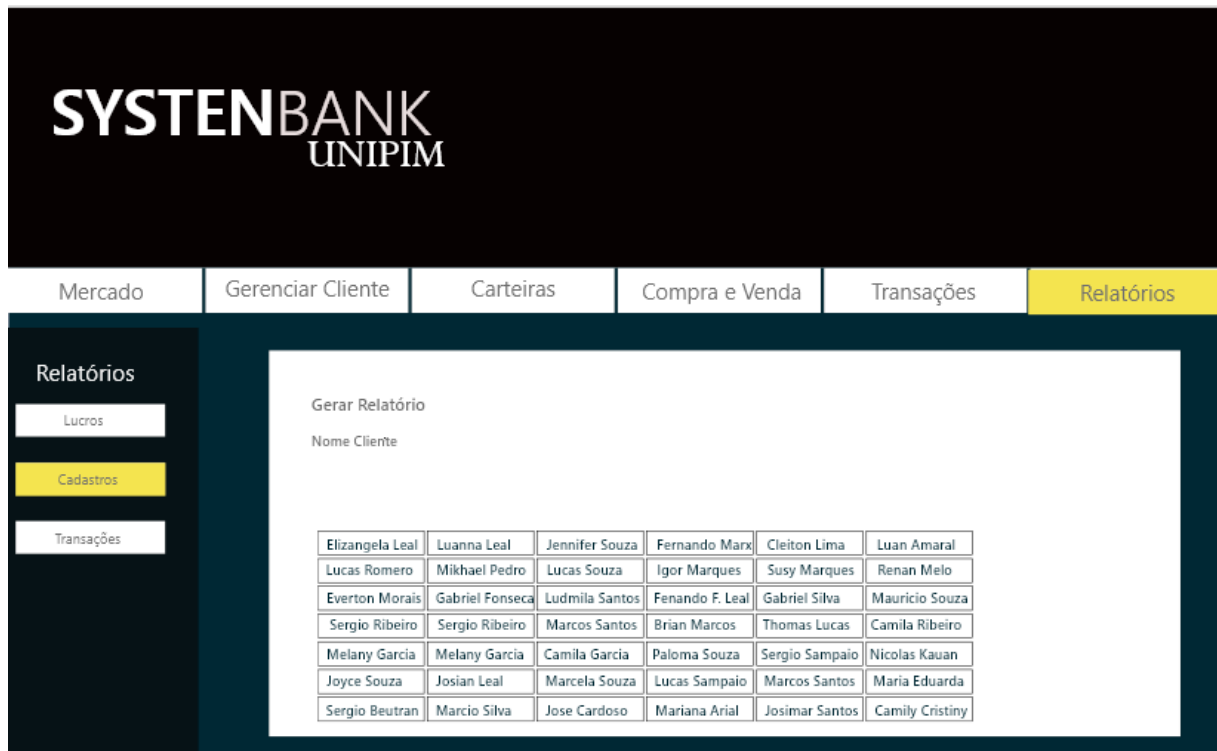 SYSTENBANK
UNIPIM
Mercado Gerenciar Cliente Carteiras Compra e Venda Transações Relatórios
Relatórios
Lucros
Cadastros
Transações
Gerar Relatório
Nome Cliente
Elizangela Leal Luanna Leal Jennifer Souza Fernando Marx Cleiton Lima Luan Amaral
Lucas Romero Mikhael Pedro Lucas Souza Igor Marques Susy Marques Renan Melo
Everton Morais Gabriel Fonseca Ludmila Santos Fenando F. Leal Gabriel Silva Mauricio Souza
Sergio Ribeiro Sergio Ribeiro Marcos Santos Brian Marcos Thomas Lucas Camila Ribeiro
Melany Garcia Melany Garcia Camila Garcia Paloma Souza Sergio Sampaio Nicolas Kauan
Joyce Souza Josian Leal Marcela Souza Lucas Sampaio Marcos Santos Maria Eduarda
Sergio Beutran Marcio Silva Jose Cardoso Mariana Arial Josimar Santos Camily Cristiny